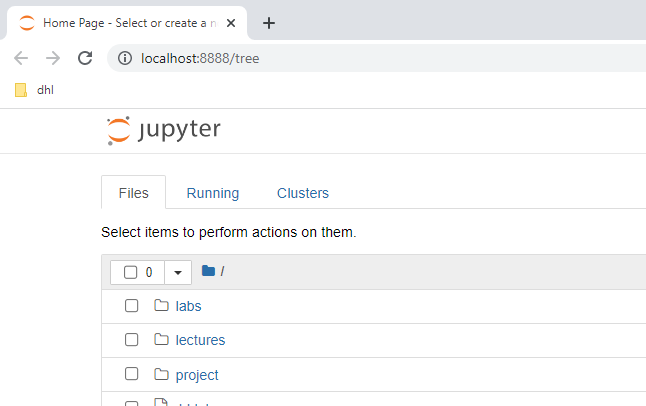 Home Page - Select or create a n
localhost:8888/tree
dhl
jupyter
Files Running Clusters
Select items to perform actions on them.
0 /
labs
lectures
project